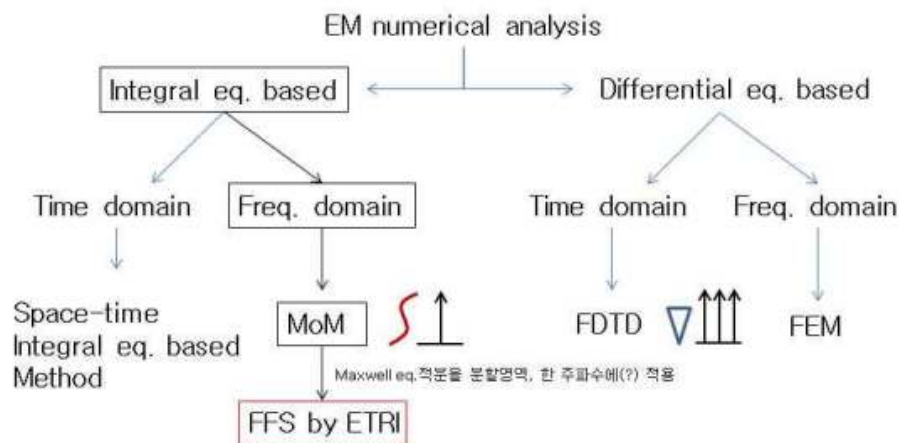 EM numerical analysis
Integral eq. based
Differential eq. based
Time domain
Freq. domain
Time domain
Freq. domain
Space-time
Integral eq. based
Method
MoM
FDTD
FEM
Maxwell eq.적분을 분할영역, 한 주파수에(?) 적용
FFS by ETRI